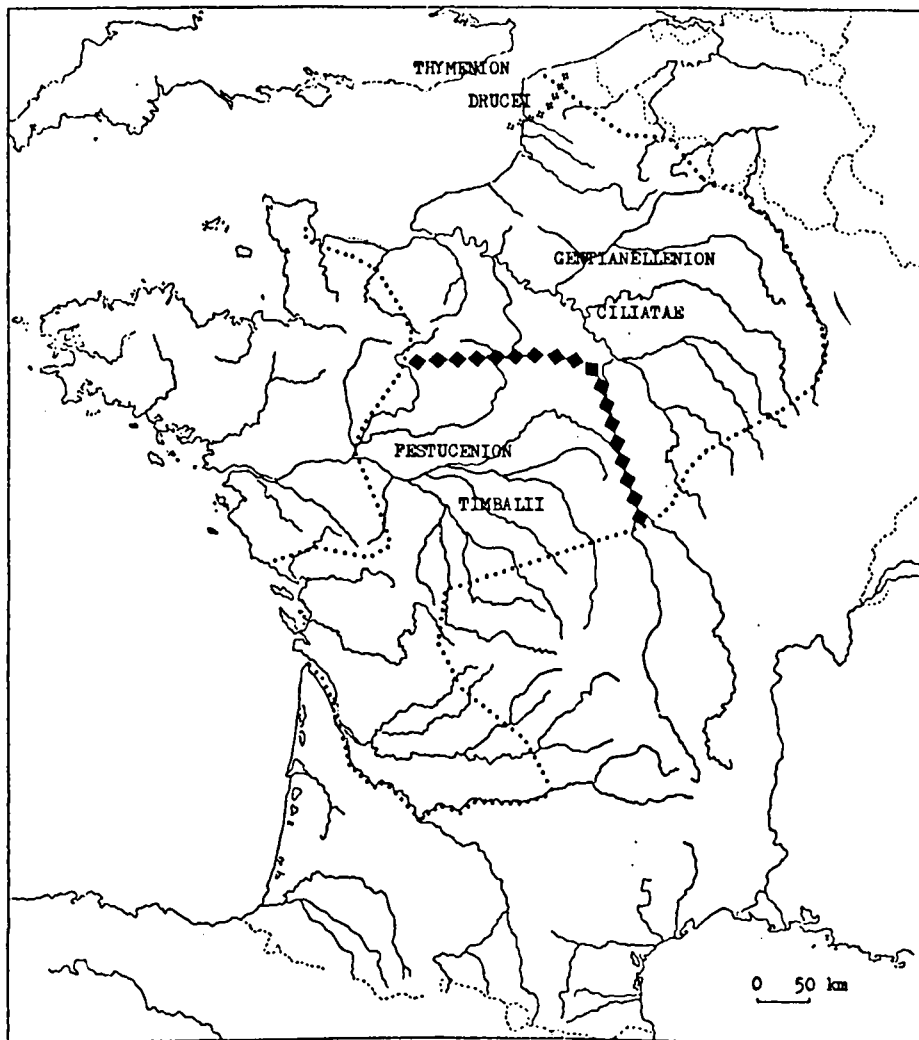 THYMENION
DRUCEI
GENTIANELLENION
CILIATAE
FESTUCENION
TIMBALII
0 50 km